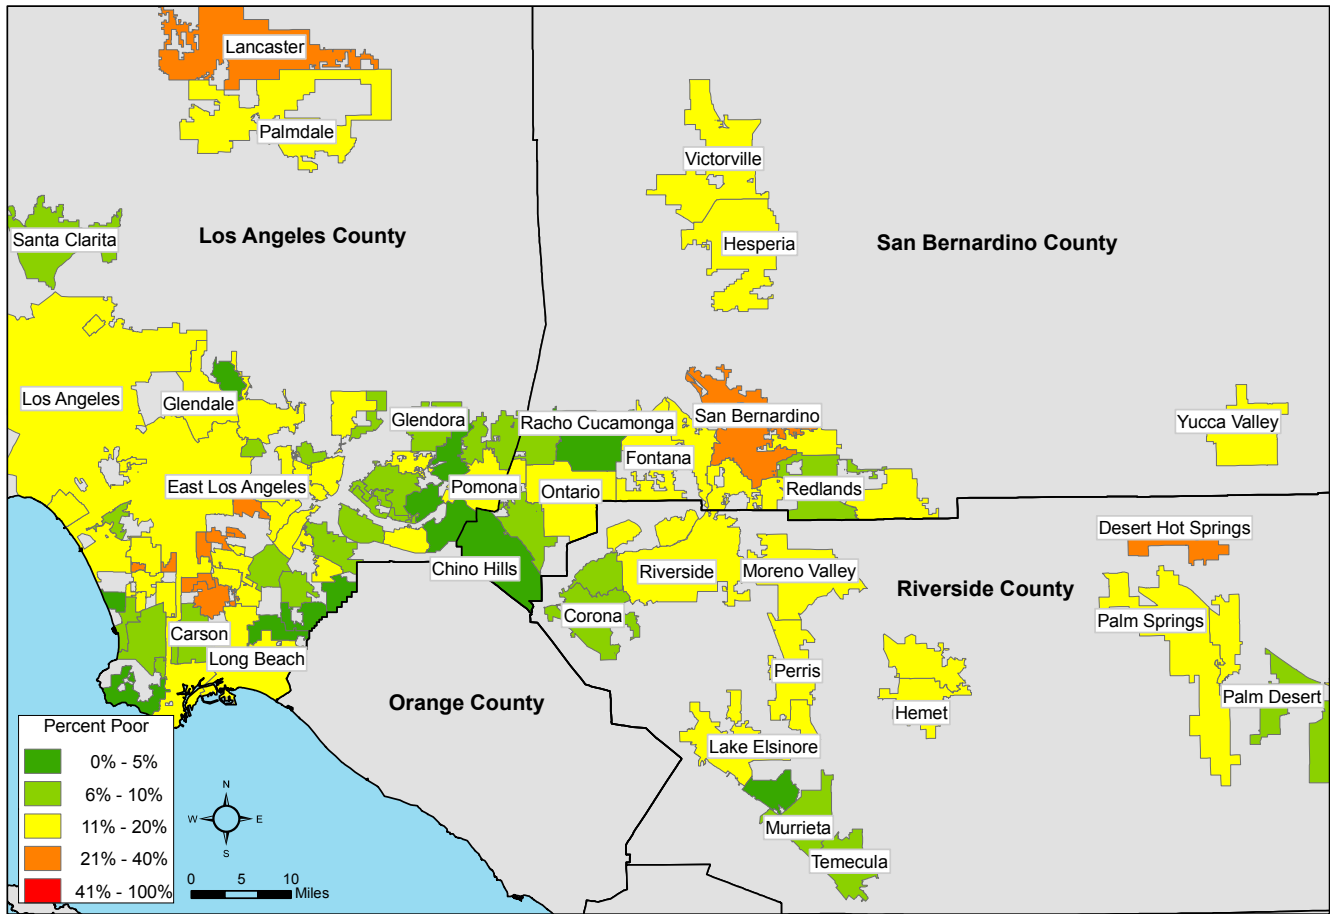 Lancaster
Palmdale
Victorville
Santa Clarita
Los Angeles County
San Bernardino County
Hesperia
Los Angeles
Glendale
Glendora
Racho Cucamonga
San Bernardino
Yucca Valley
Fontana
East Los Angeles
Pomona
Ontario
Redlands
Desert Hot Springs
Chino Hills
Riverside
Moreno Valley
Riverside County
Corona
Palm Springs
Carson
Long Beach
Perris
Orange County
Palm Desert
Hemet
Lake Elsinore
Murrieta
Temecula
Percent Poor
0% - 5%
6% - 10%
11% - 20%
21% - 40%
41% - 100%
N
W
E
S
0 5 10
Miles